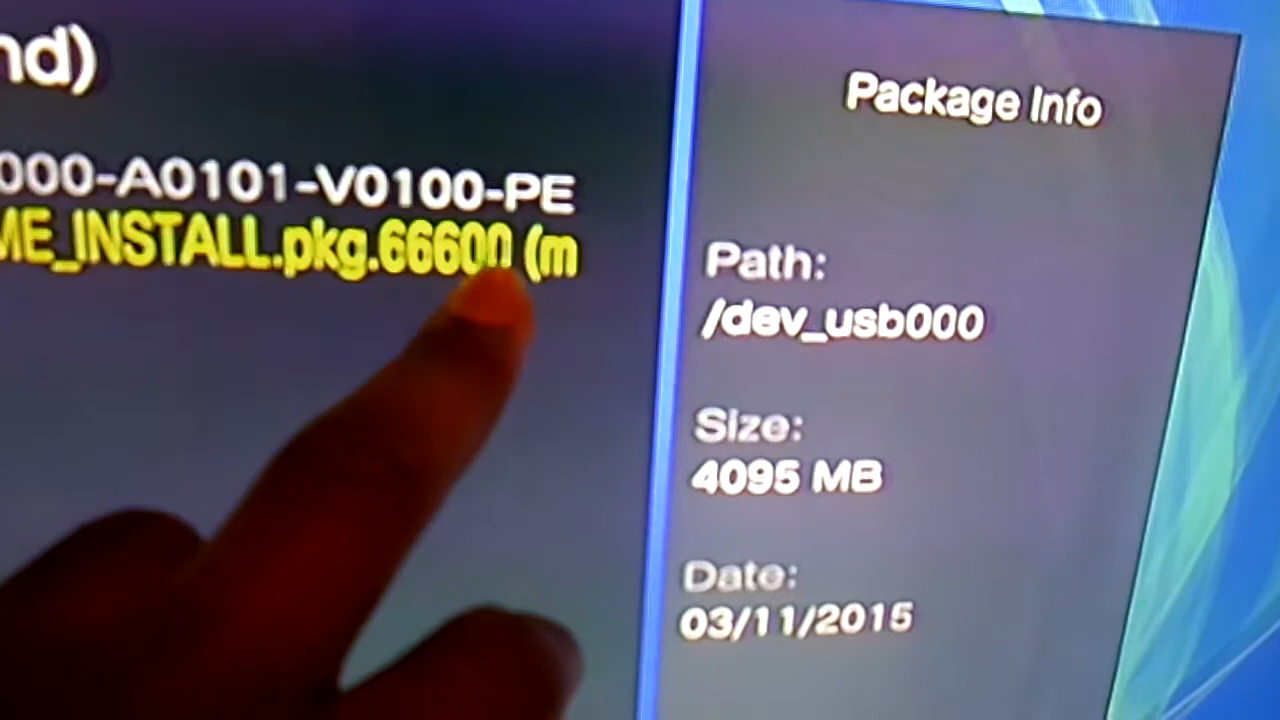 nd)
000-A0101-V0100-PE
ME_INSTALL.pkg.66600 (m
Package Info
Path:
/dev_usb000
Size:
4095 MB
Date:
03/11/2015